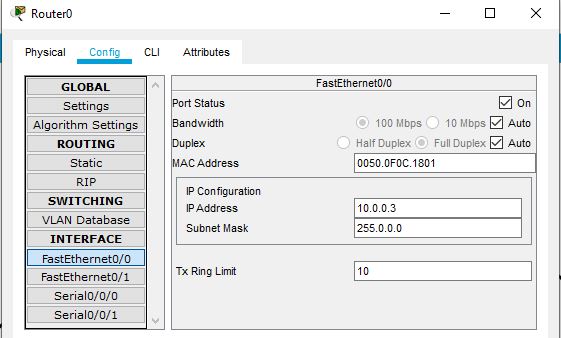 Router0
Physical Config CLI Attributes
GLOBAL
Settings
Algorithm Settings
ROUTING
Static
RIP
SWITCHING
VLAN Database
INTERFACE
FastEthernet0/0
FastEthernet0/1
Serial0/0/0
Serial0/0/1
FastEthernet0/0
Port Status On
Bandwidth 100 Mbps 10 Mbps Auto
Duplex Half Duplex Full Duplex Auto
MAC Address 0050.0F0C.1801
IP Configuration
IP Address 10.0.0.3
Subnet Mask 255.0.0.0
Tx Ring Limit 10